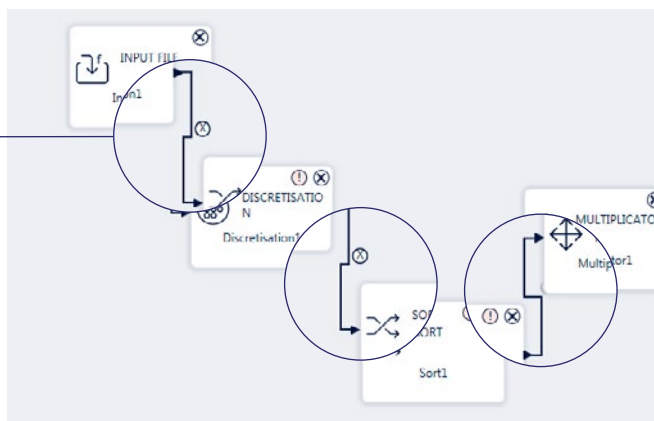 INPUT FILE
DISCRETISATIO
N
Discretisation1
SORT
Sort1
MULTIPLICATO